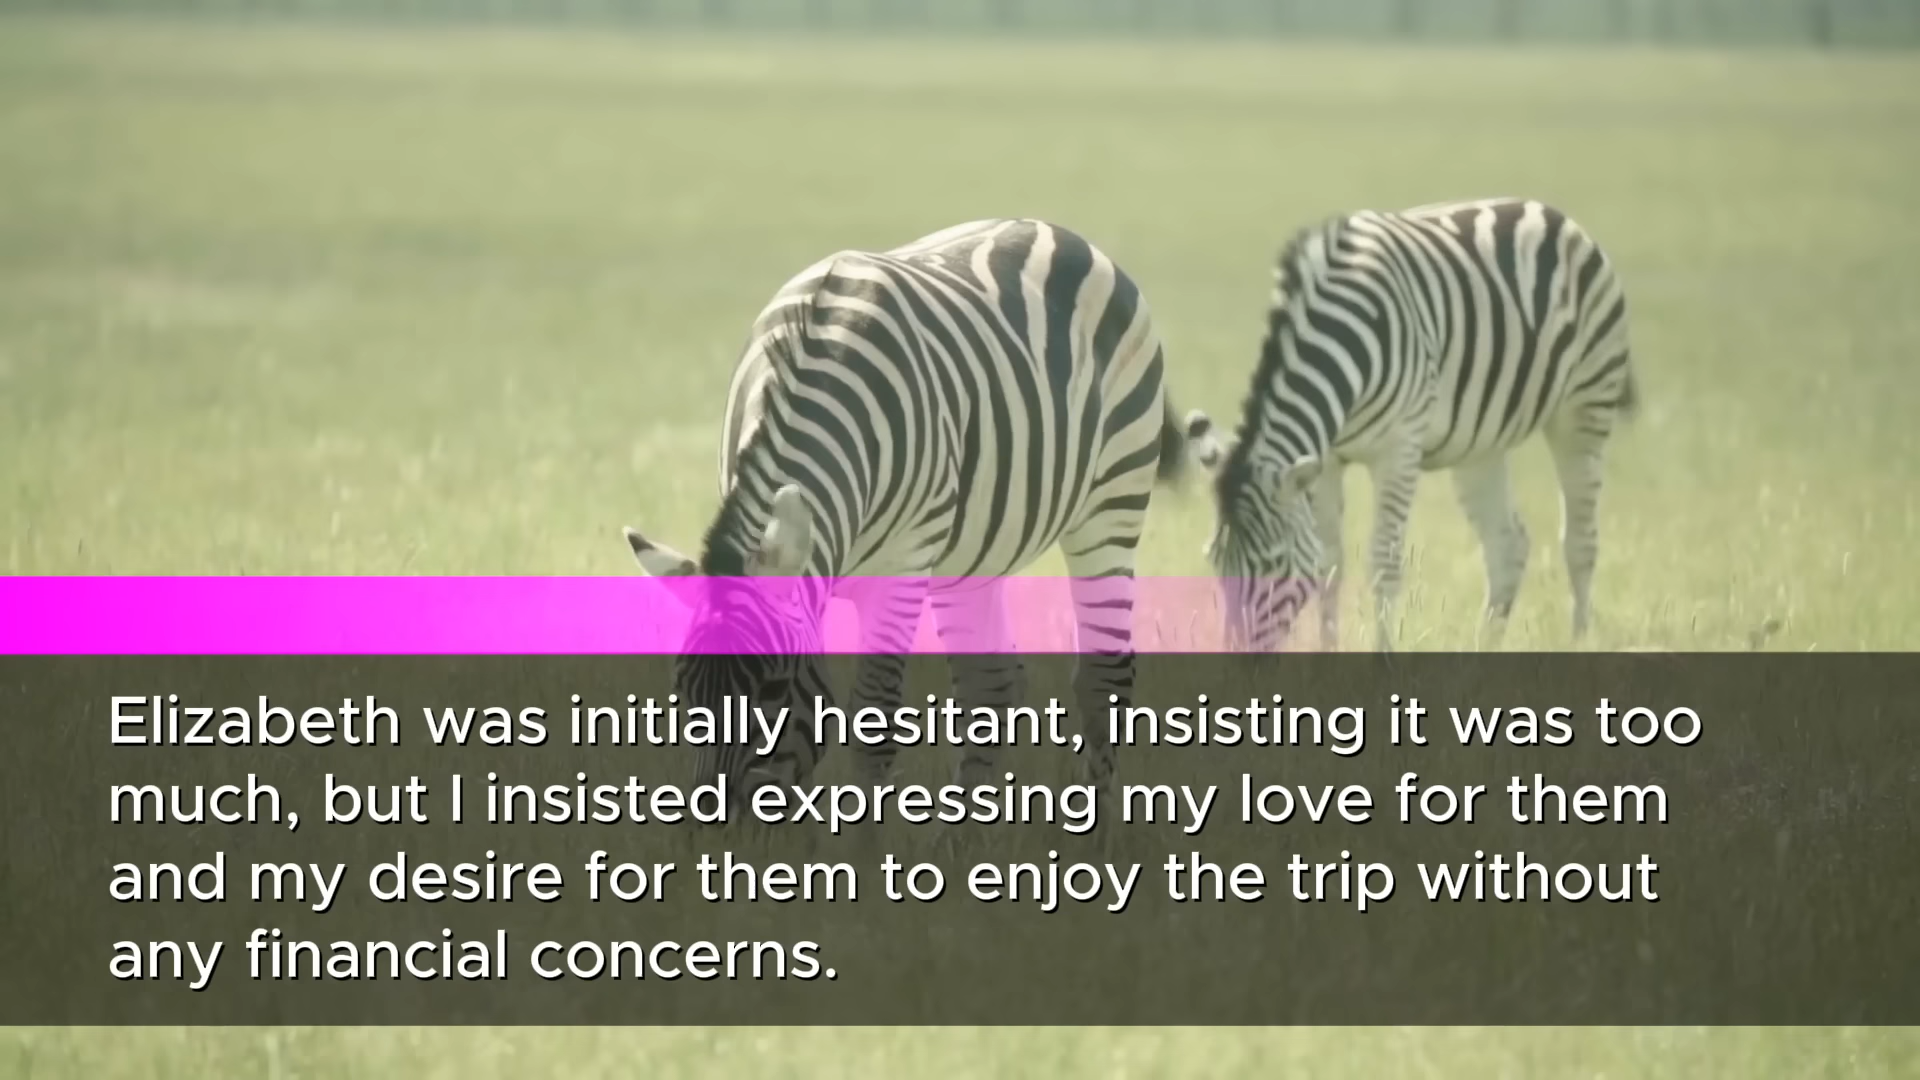 Elizabeth was initially hesitant, insisting it was too
much, but I insisted expressing my love for them
and my desire for them to enjoy the trip without
any financial concerns.